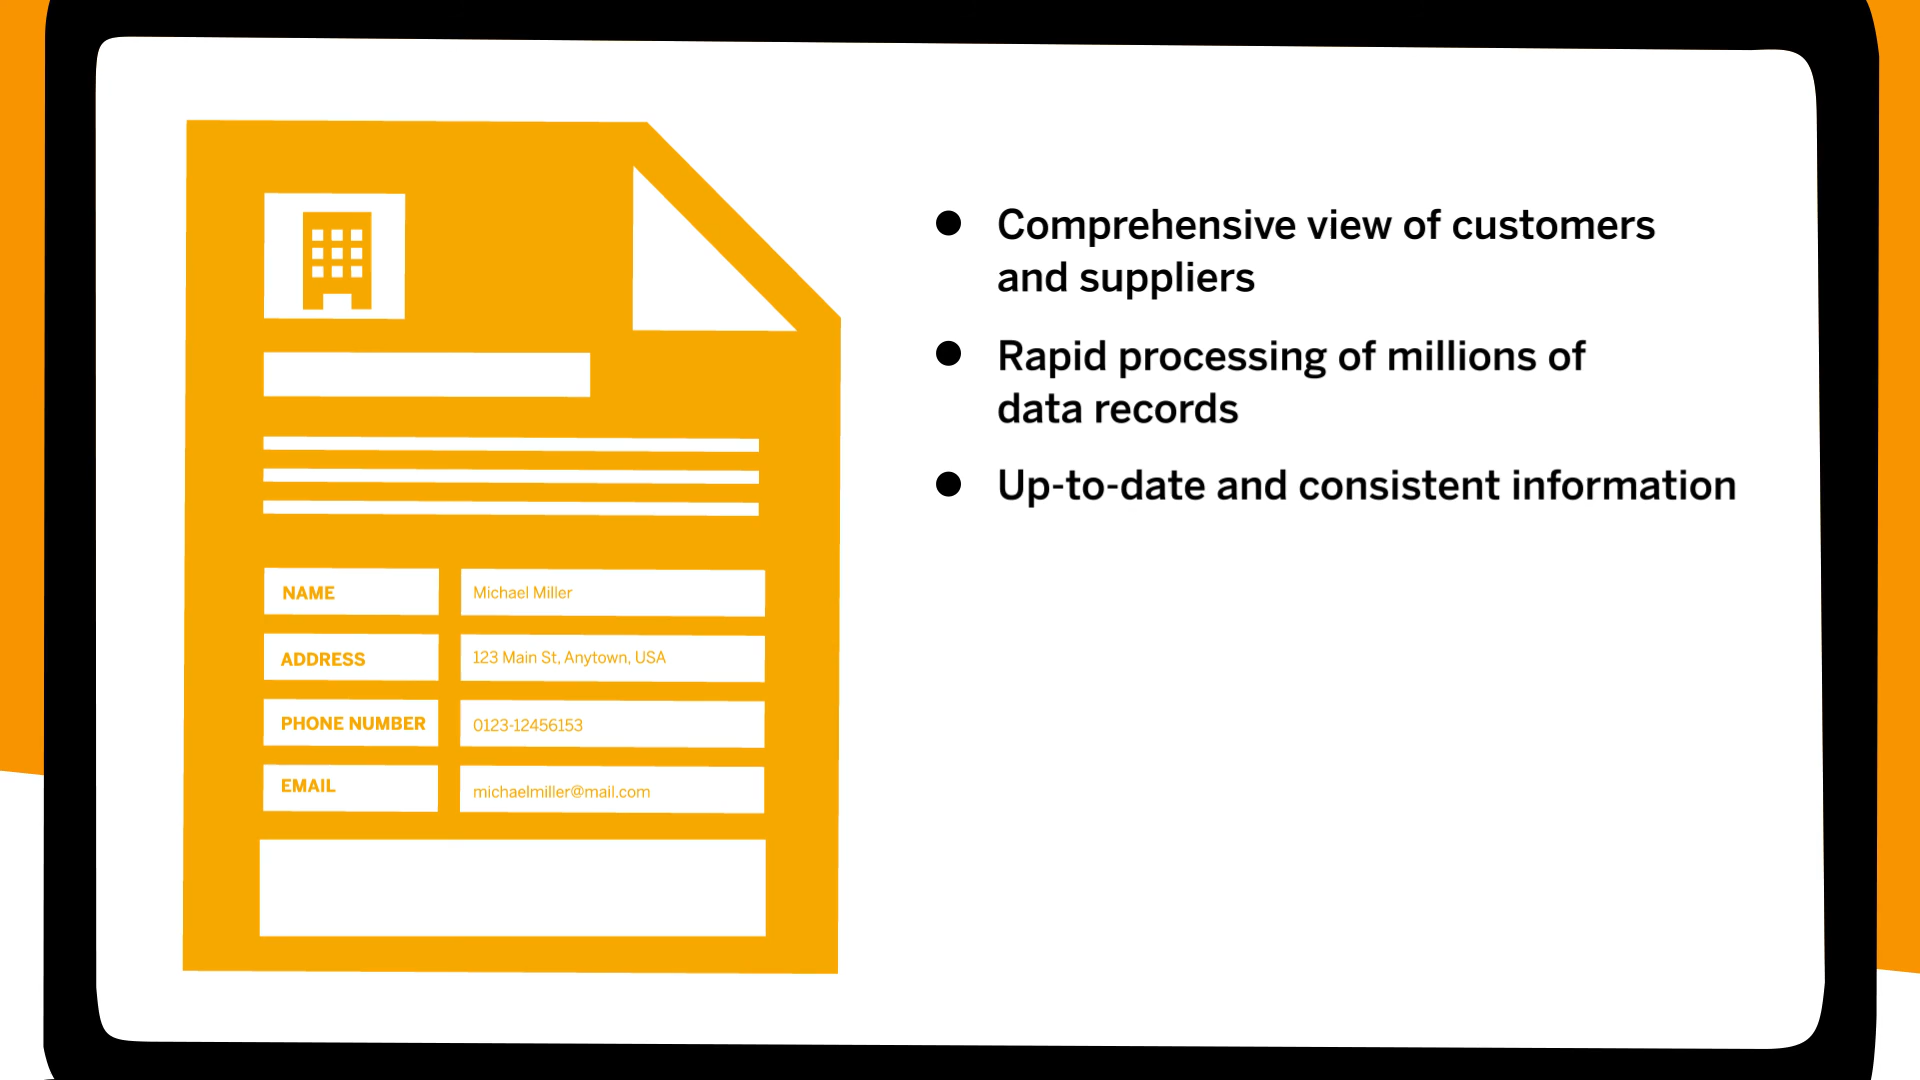 Comprehensive view of customers
and suppliers
Rapid processing of millions of
data records
Up-to-date and consistent information
NAME Michael Miller
ADDRESS 123 Main St, Anytown, USA
PHONE NUMBER 0123-12456153
EMAIL michaelmiller@mail.com